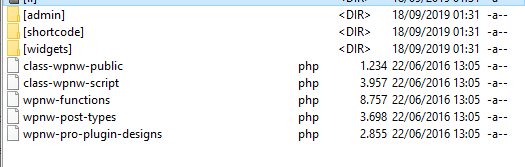 [admin] <DIR> 18/09/2019 01:31 -a--
[shortcode] <DIR> 18/09/2019 01:31 -a--
[widgets] <DIR> 18/09/2019 01:31 -a--
class-wpnw-public php 1.234 22/06/2016 13:05 -a--
class-wpnw-script php 3.957 22/06/2016 13:05 -a--
wpnw-functions php 8.757 22/06/2016 13:05 -a--
wpnw-post-types php 3.698 22/06/2016 13:05 -a--
wpnw-pro-plugin-designs php 2.855 22/06/2016 13:05 -a--